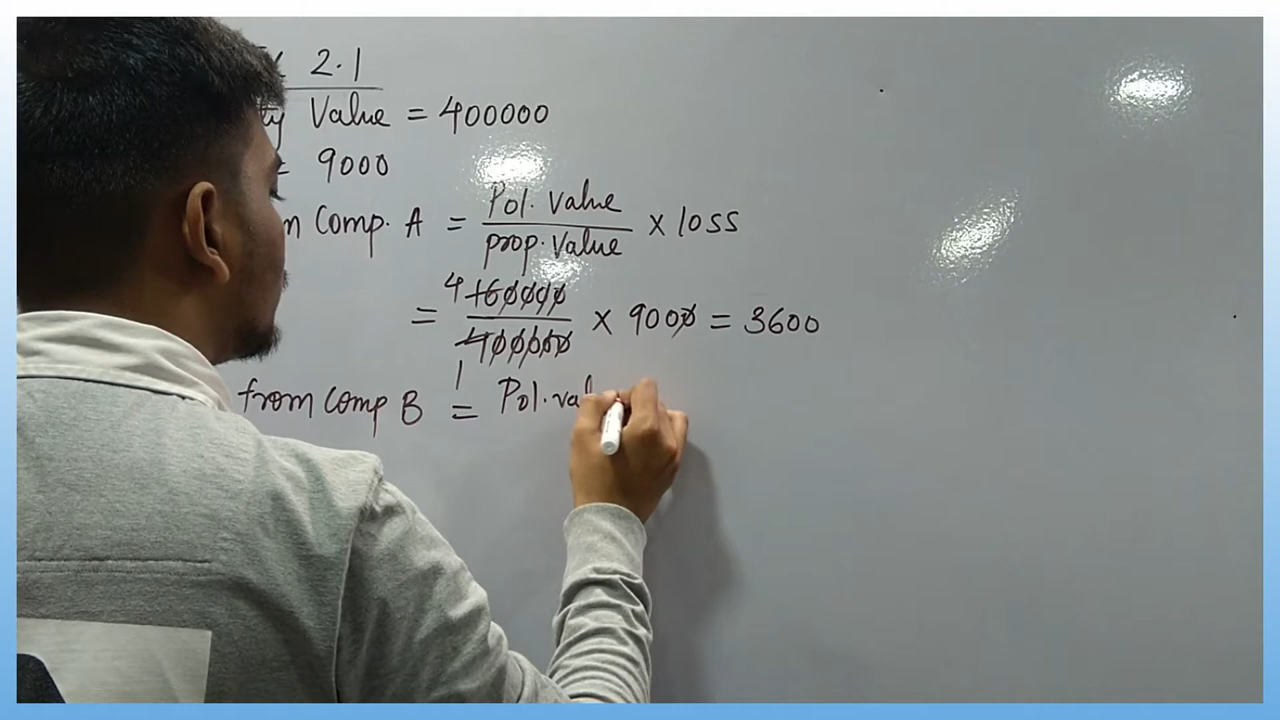 2.1
ty Value = 400000
= 9000
m Comp. A = Pol. Value / prop. Value × loss
= 4 160000 / 400000 × 9000 = 3600
1
from Comp B = Pol. val